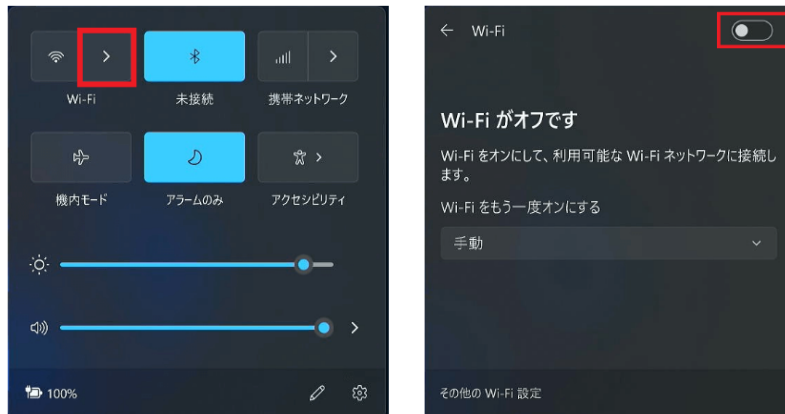 Wi-Fi
未接続
携帯ネットワーク
機内モード
アラームのみ
アクセシビリティ
100%
Wi-Fi
Wi-Fi がオフです
Wi-Fi をオンにして、利用可能な Wi-Fi ネットワークに接続し
ます。
Wi-Fi をもう一度オンにする
手動
その他の Wi-Fi 設定